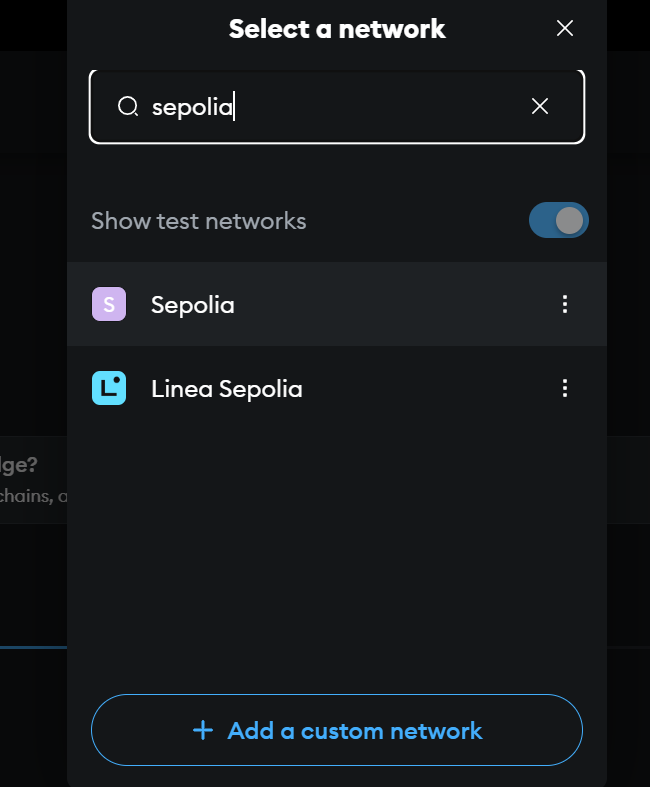 Select a network
sepolia
Show test networks
S Sepolia
L Linea Sepolia
dge?
chains, a
+ Add a custom network